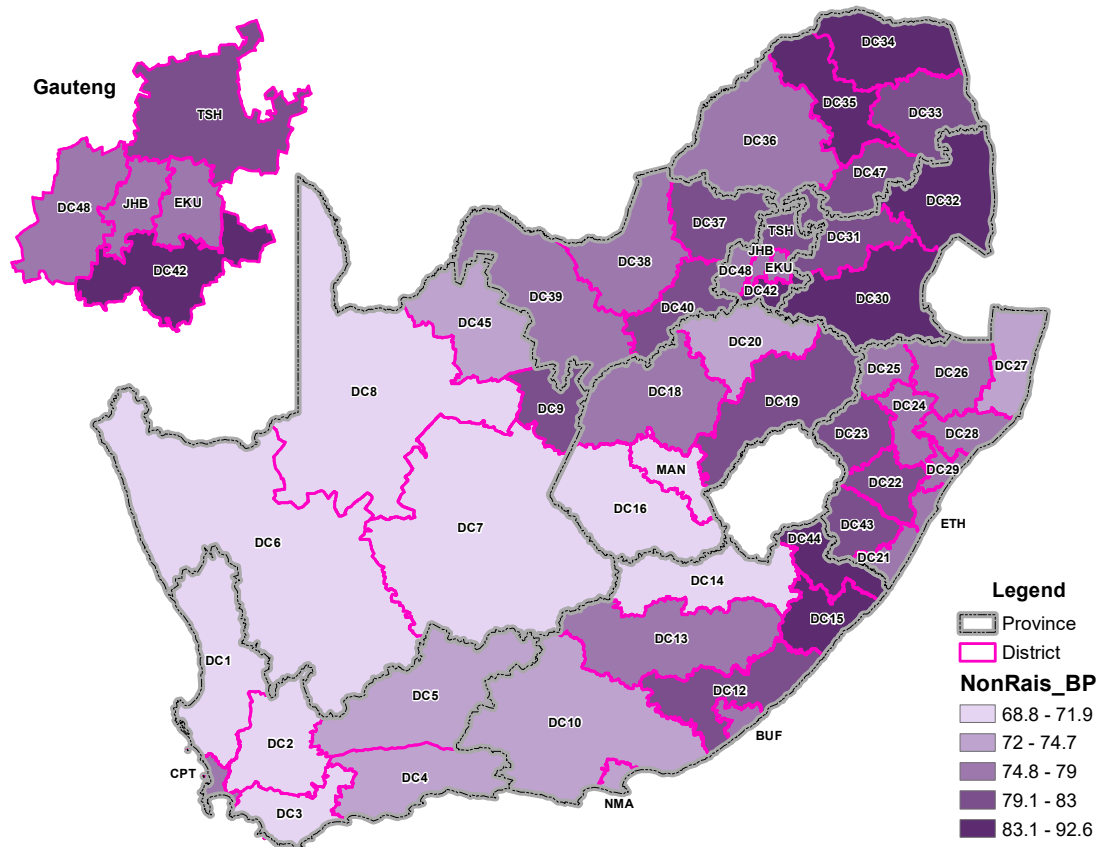 Gauteng
TSH
DC48
JHB
EKU
DC42
DC34
DC35
DC33
DC36
DC47
DC32
DC37
TSH
DC31
JHB
DC48
EKU
DC42
DC30
DC38
DC39
DC40
DC45
DC20
DC25
DC26
DC27
DC8
DC18
DC9
DC19
DC24
DC28
DC23
MAN
DC29
DC22
DC16
ETH
DC7
DC43
DC6
DC44
DC21
DC14
DC15
DC13
DC1
DC5
DC12
DC10
BUF
DC2
CPT
DC4
NMA
DC3
Legend
Province
District
NonRais_BP
68.8 - 71.9
72 - 74.7
74.8 - 79
79.1 - 83
83.1 - 92.6